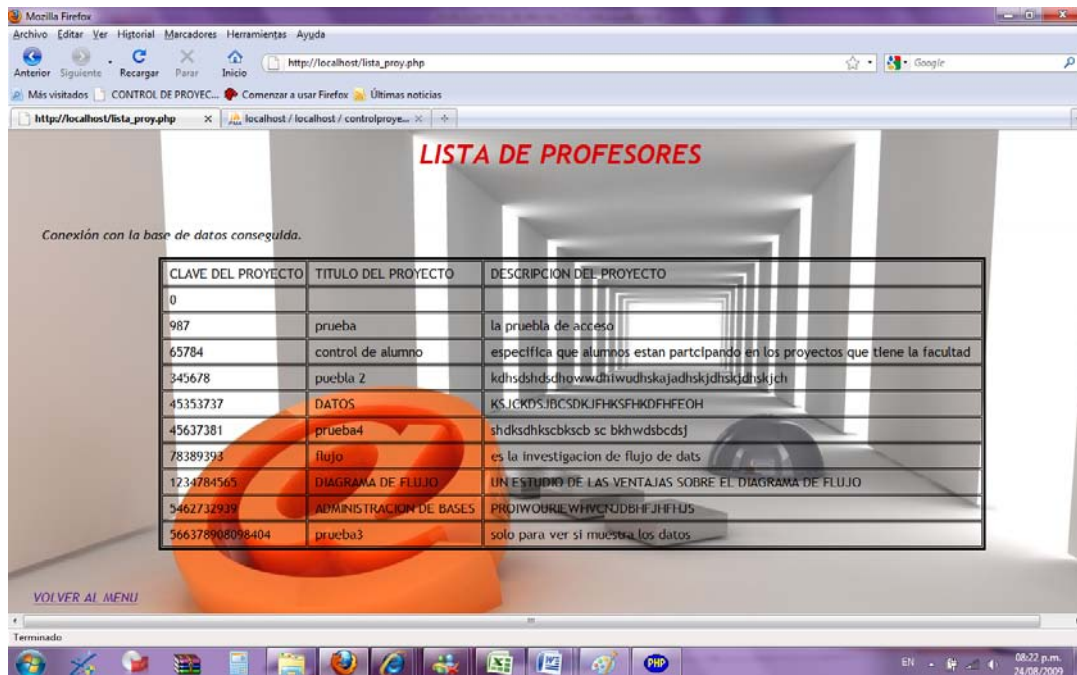 Mozilla Firefox
Archivo Editar Ver Historial Marcadores Herramientas Ayuda
Anterior Siguiente Recargar Parar Inicio http://localhost/lista_proy.php Google
Más visitados CONTROL DE PROYEC... Comenzar a usar Firefox Últimas noticias
http://localhost/lista_proy.php localhost / localhost / controlproye...
LISTA DE PROFESORES
Conexión con la base de datos conseguida.
CLAVE DEL PROYECTO TITULO DEL PROYECTO DESCRIPCION DEL PROYECTO
0
987 prueba la pruebla de acceso
65784 control de alumno especifica que alumnos estan partcipando en los proyectos que tiene la facultad
345678 puebla 2 kdhsdshdsdhowwdhiwudhskajadhskjdhskjdhskjch
45353737 DATOS KSJCKDSJBCSDKJFHKSFHKDFHFEOH
45637381 prueba4 shdksdhkscbkscb sc bkhwdsbcdsj
78389393 flujo es la investigacion de flujo de dats
1234784565 DIAGRAMA DE FLUJO UN ESTUDIO DE LAS VENTAJAS SOBRE EL DIAGRAMA DE FLUJO
5462732939 ADMINISTRACION DE BASES PROIWOURIEWHVCNJDBHFJHFHJS
566378908098404 prueba3 solo para ver si muestra los datos
VOLVER AL MENU
Terminado
PHP EN 08:22 p.m.
24/08/2009